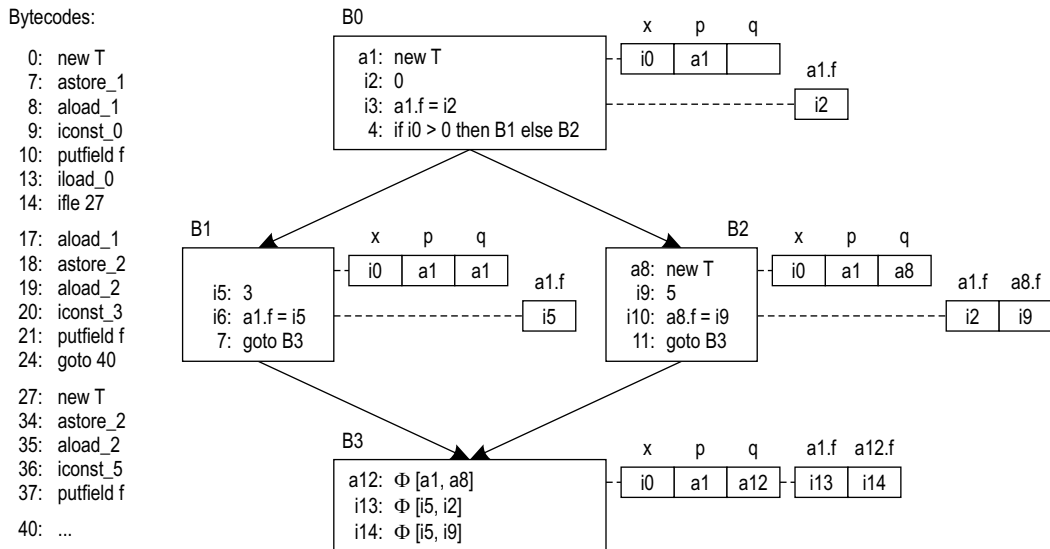 Bytecodes:
0: new T
7: astore_1
8: aload_1
9: iconst_0
10: putfield f
13: iload_0
14: ifle 27
17: aload_1
18: astore_2
19: aload_2
20: iconst_3
21: putfield f
24: goto 40
27: new T
34: astore_2
35: aload_2
36: iconst_5
37: putfield f
40: ...
B0
a1: new T
i2: 0
i3: a1.f = i2
4: if i0 > 0 then B1 else B2
x p q
i0 a1
a1.f
i2
B1
i5: 3
i6: a1.f = i5
7: goto B3
x p q
i0 a1 a1
a1.f
i5
B2
a8: new T
i9: 5
i10: a8.f = i9
11: goto B3
x p q
i0 a1 a8
a1.f a8.f
i2 i9
B3
a12: Φ [a1, a8]
i13: Φ [i5, i2]
i14: Φ [i5, i9]
x p q a1.f a12.f
i0 a1 a12 i13 i14